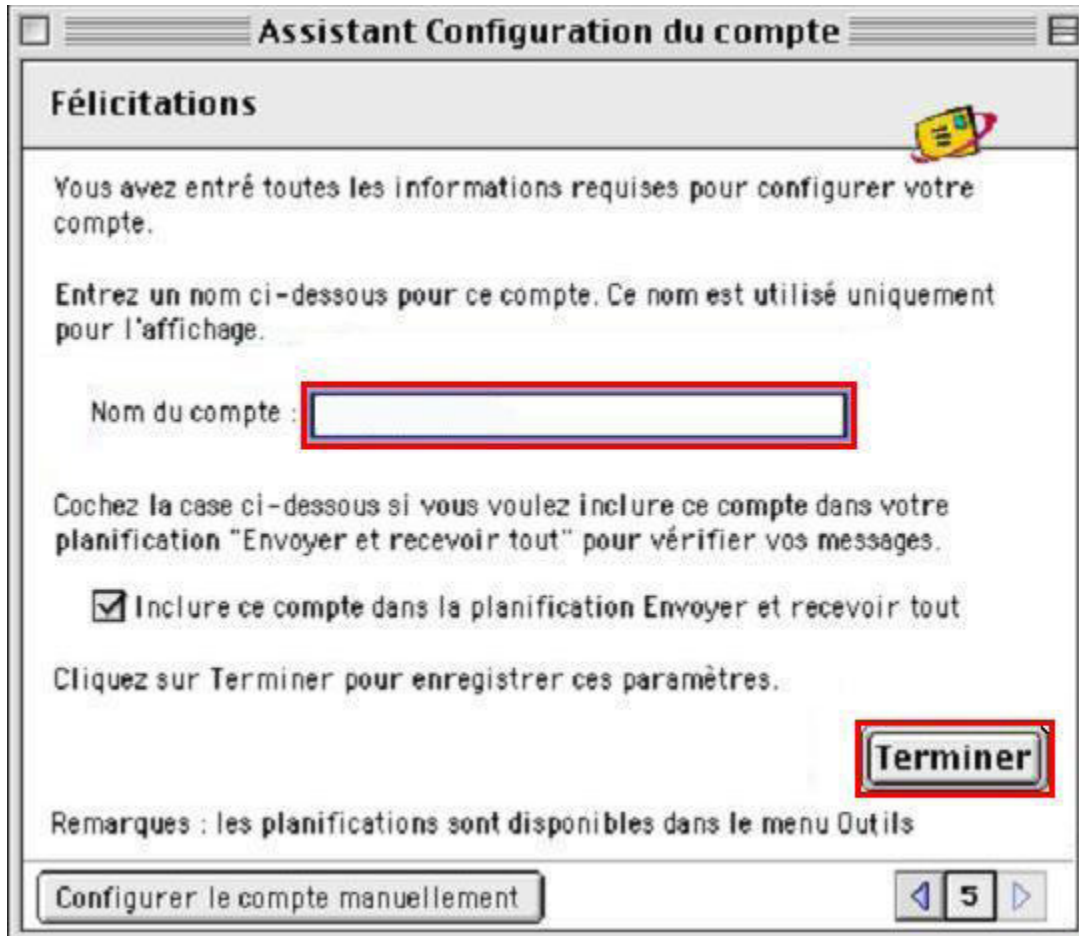 Assistant Configuration du compte
Félicitations
Vous avez entré toutes les informations requises pour configurer votre
compte.
Entrez un nom ci-dessous pour ce compte. Ce nom est utilisé uniquement
pour l'affichage.
Nom du compte :
Cochez la case ci-dessous si vous voulez inclure ce compte dans votre
planification "Envoyer et recevoir tout" pour vérifier vos messages.
Inclure ce compte dans la planification Envoyer et recevoir tout
Cliquez sur Terminer pour enregistrer ces paramètres.
Terminer
Remarques : les planifications sont disponibles dans le menu Outils
Configurer le compte manuellement
5